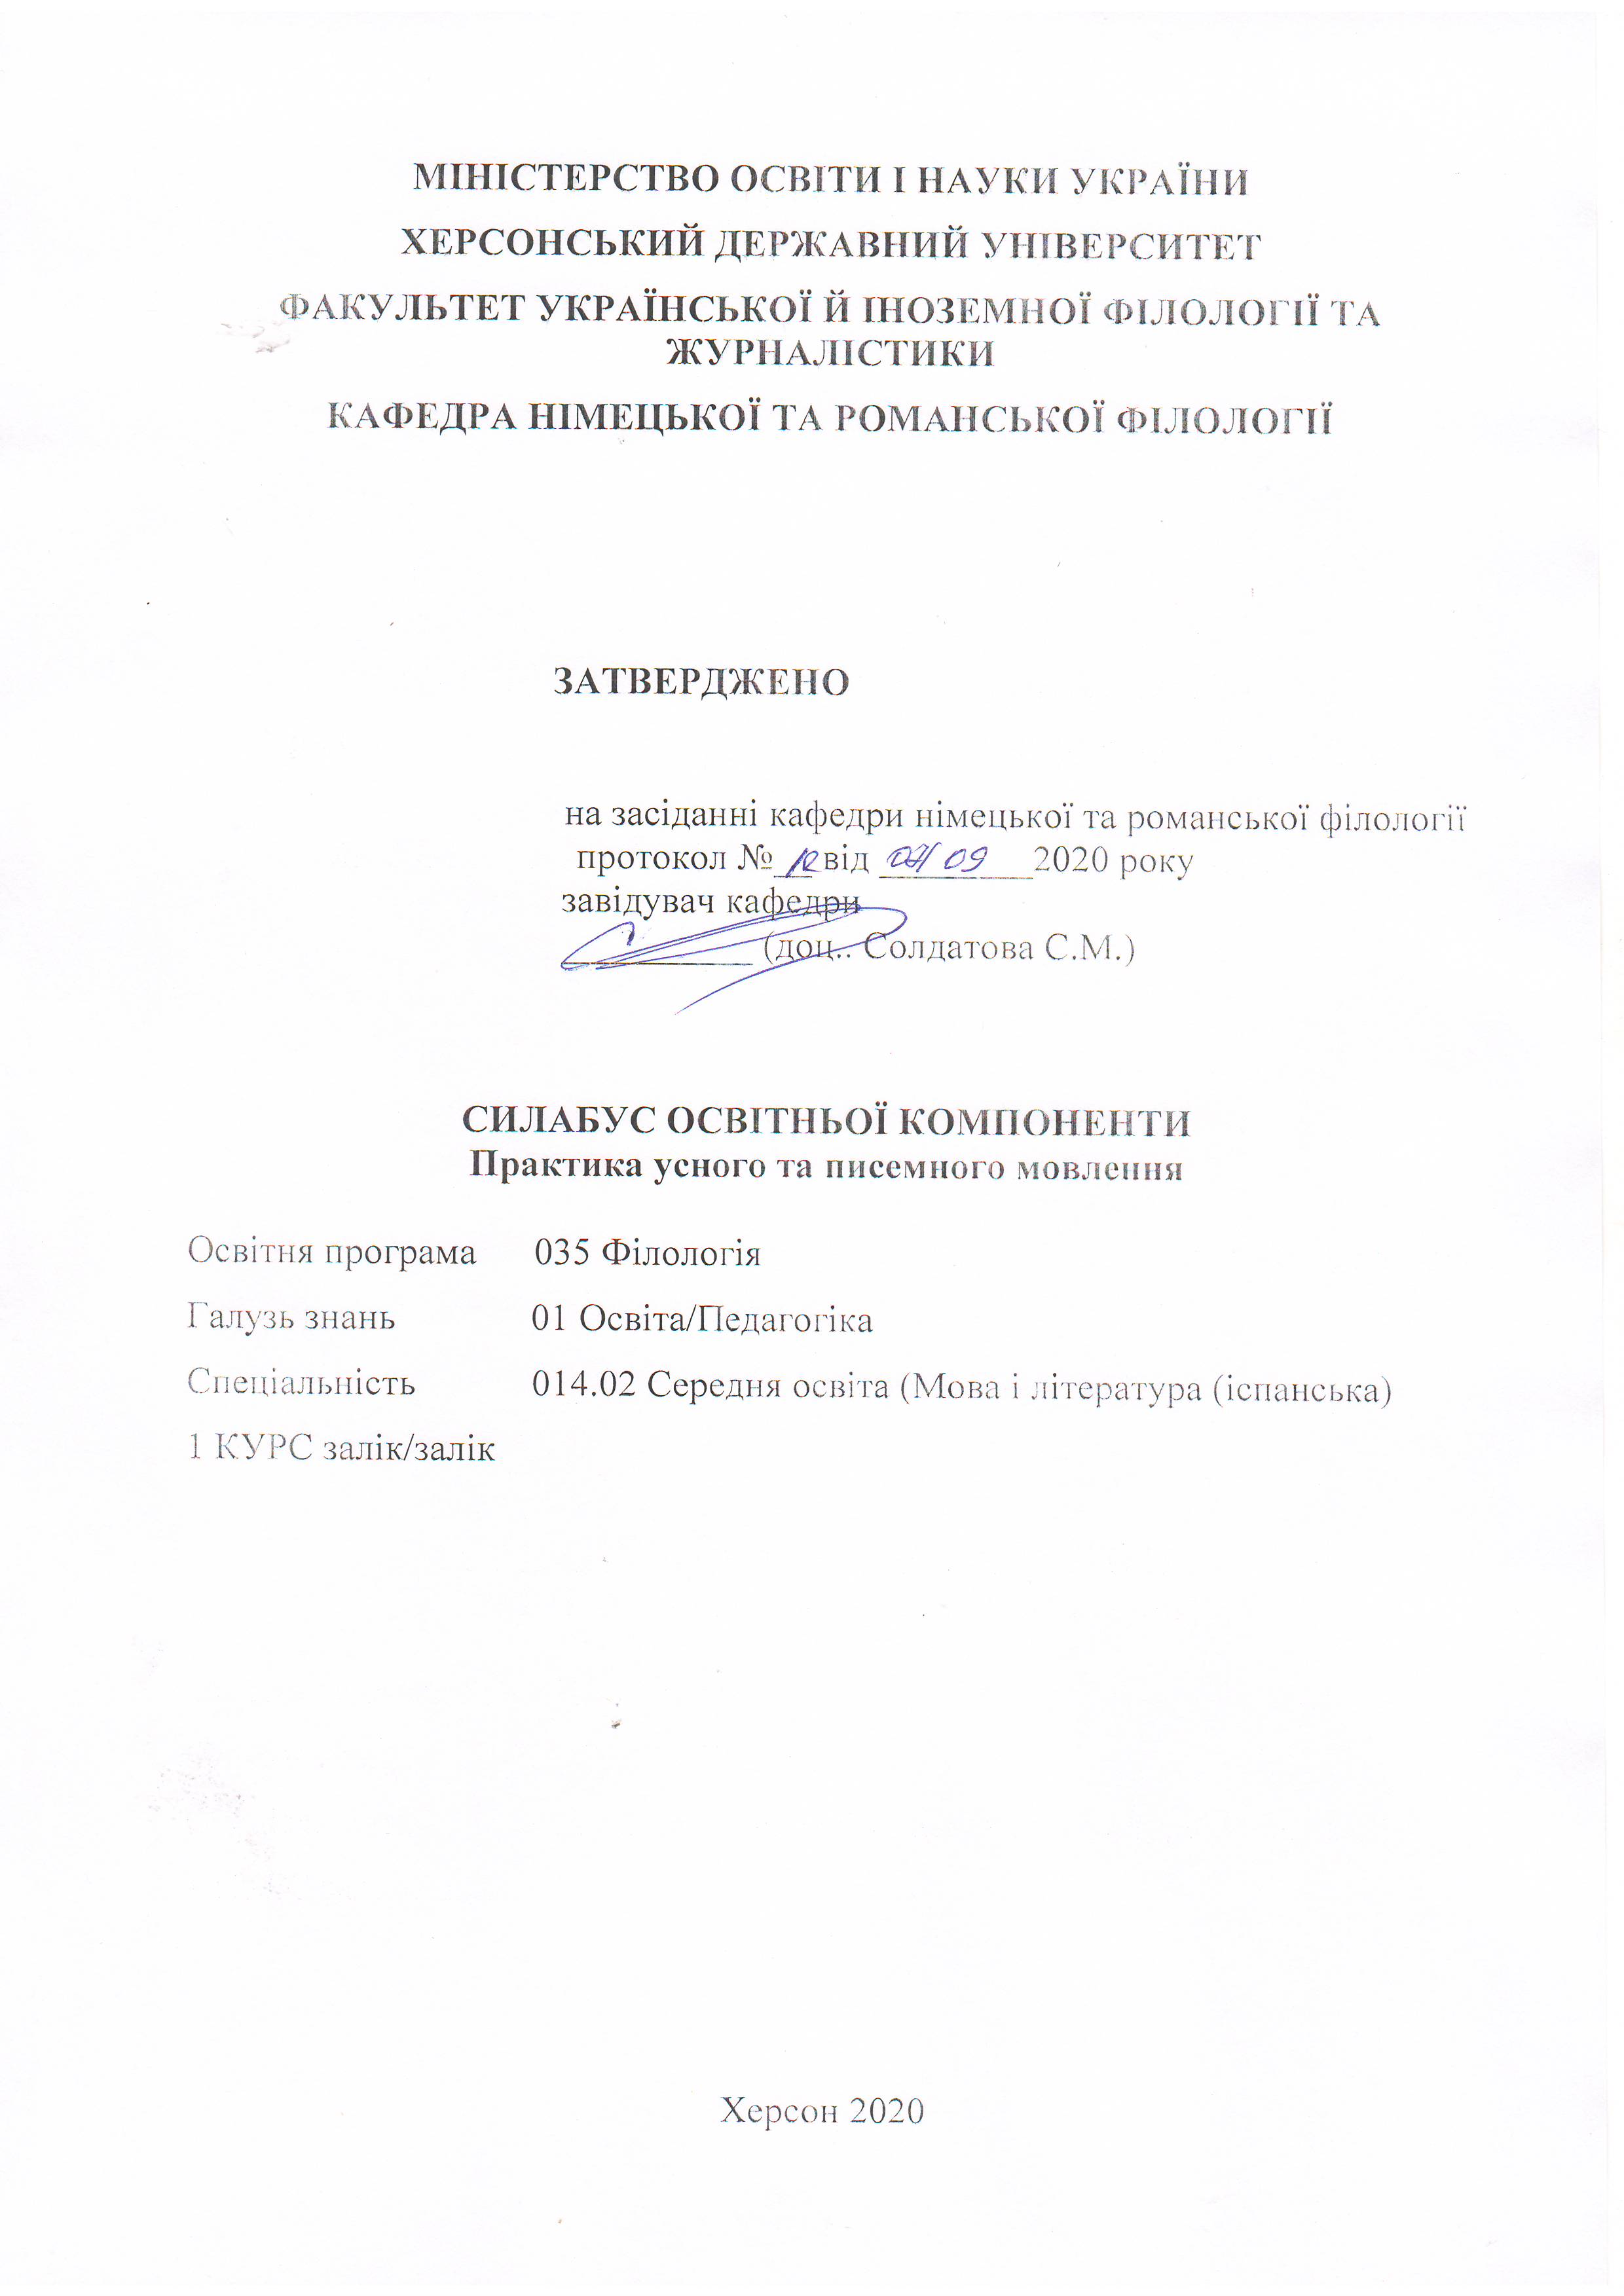 МІНІСТЕРСТВО ОСВІТИ І НАУКИ УКРАЇНИ
ХЕРСОНСЬКИЙ ДЕРЖАВНИЙ УНІВЕРСИТЕТ
ФАКУЛЬТЕТ УКРАЇНСЬКОЇ Й ІНОЗЕМНОЇ ФІЛОЛОГІЇ ТА
ЖУРНАЛІСТИКИ
КАФЕДРА НІМЕЦЬКОЇ ТА РОМАНСЬКОЇ ФІЛОЛОГІЇ
ЗАТВЕРДЖЕНО
на засіданні кафедри німецької та романської філології
протокол № від 09 2020 року
завідувач кафедри
(доц.. Солдатова С.М.)
СИЛАБУС ОСВІТНЬОЇ КОМПОНЕНТИ
Практика усного та писемного мовлення
Освітня програма 035 Філологія
Галузь знань 01 Освіта/Педагогіка
Спеціальність 014.02 Середня освіта (Мова і література (іспанська)
1 КУРС залік/залік
Херсон 2020